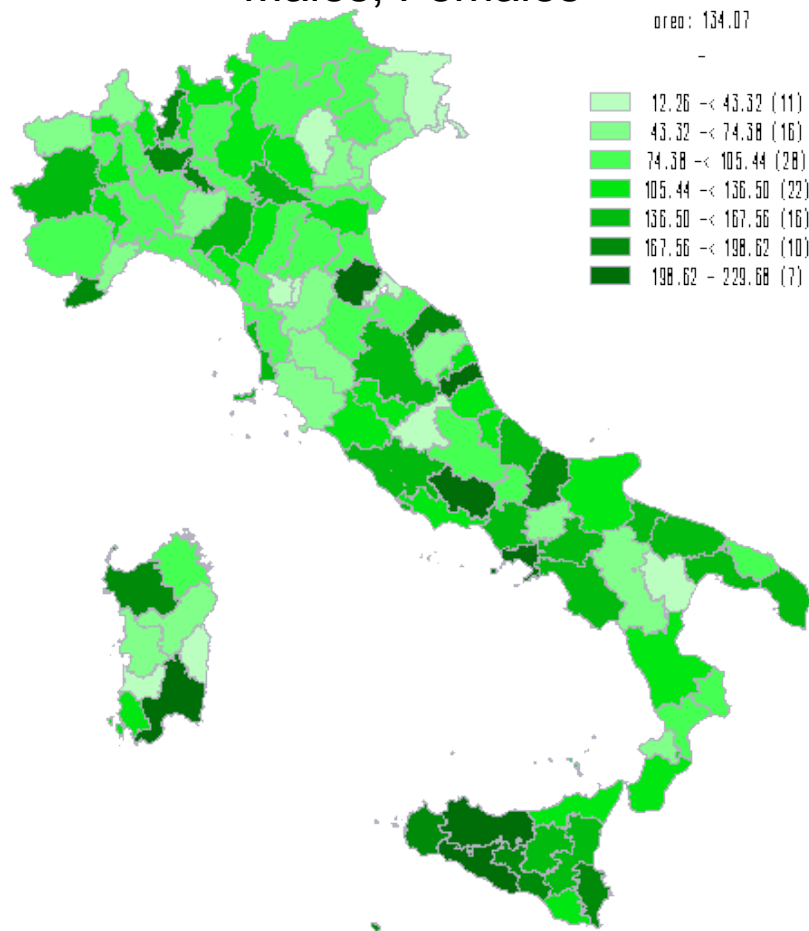 Males, Females
area: 134.07
-
12.26 -< 43.32 (11)
43.32 -< 74.38 (16)
74.38 -< 105.44 (28)
105.44 -< 136.50 (22)
136.50 -< 167.56 (16)
167.56 -< 198.62 (10)
198.62 - 229.68 (7)